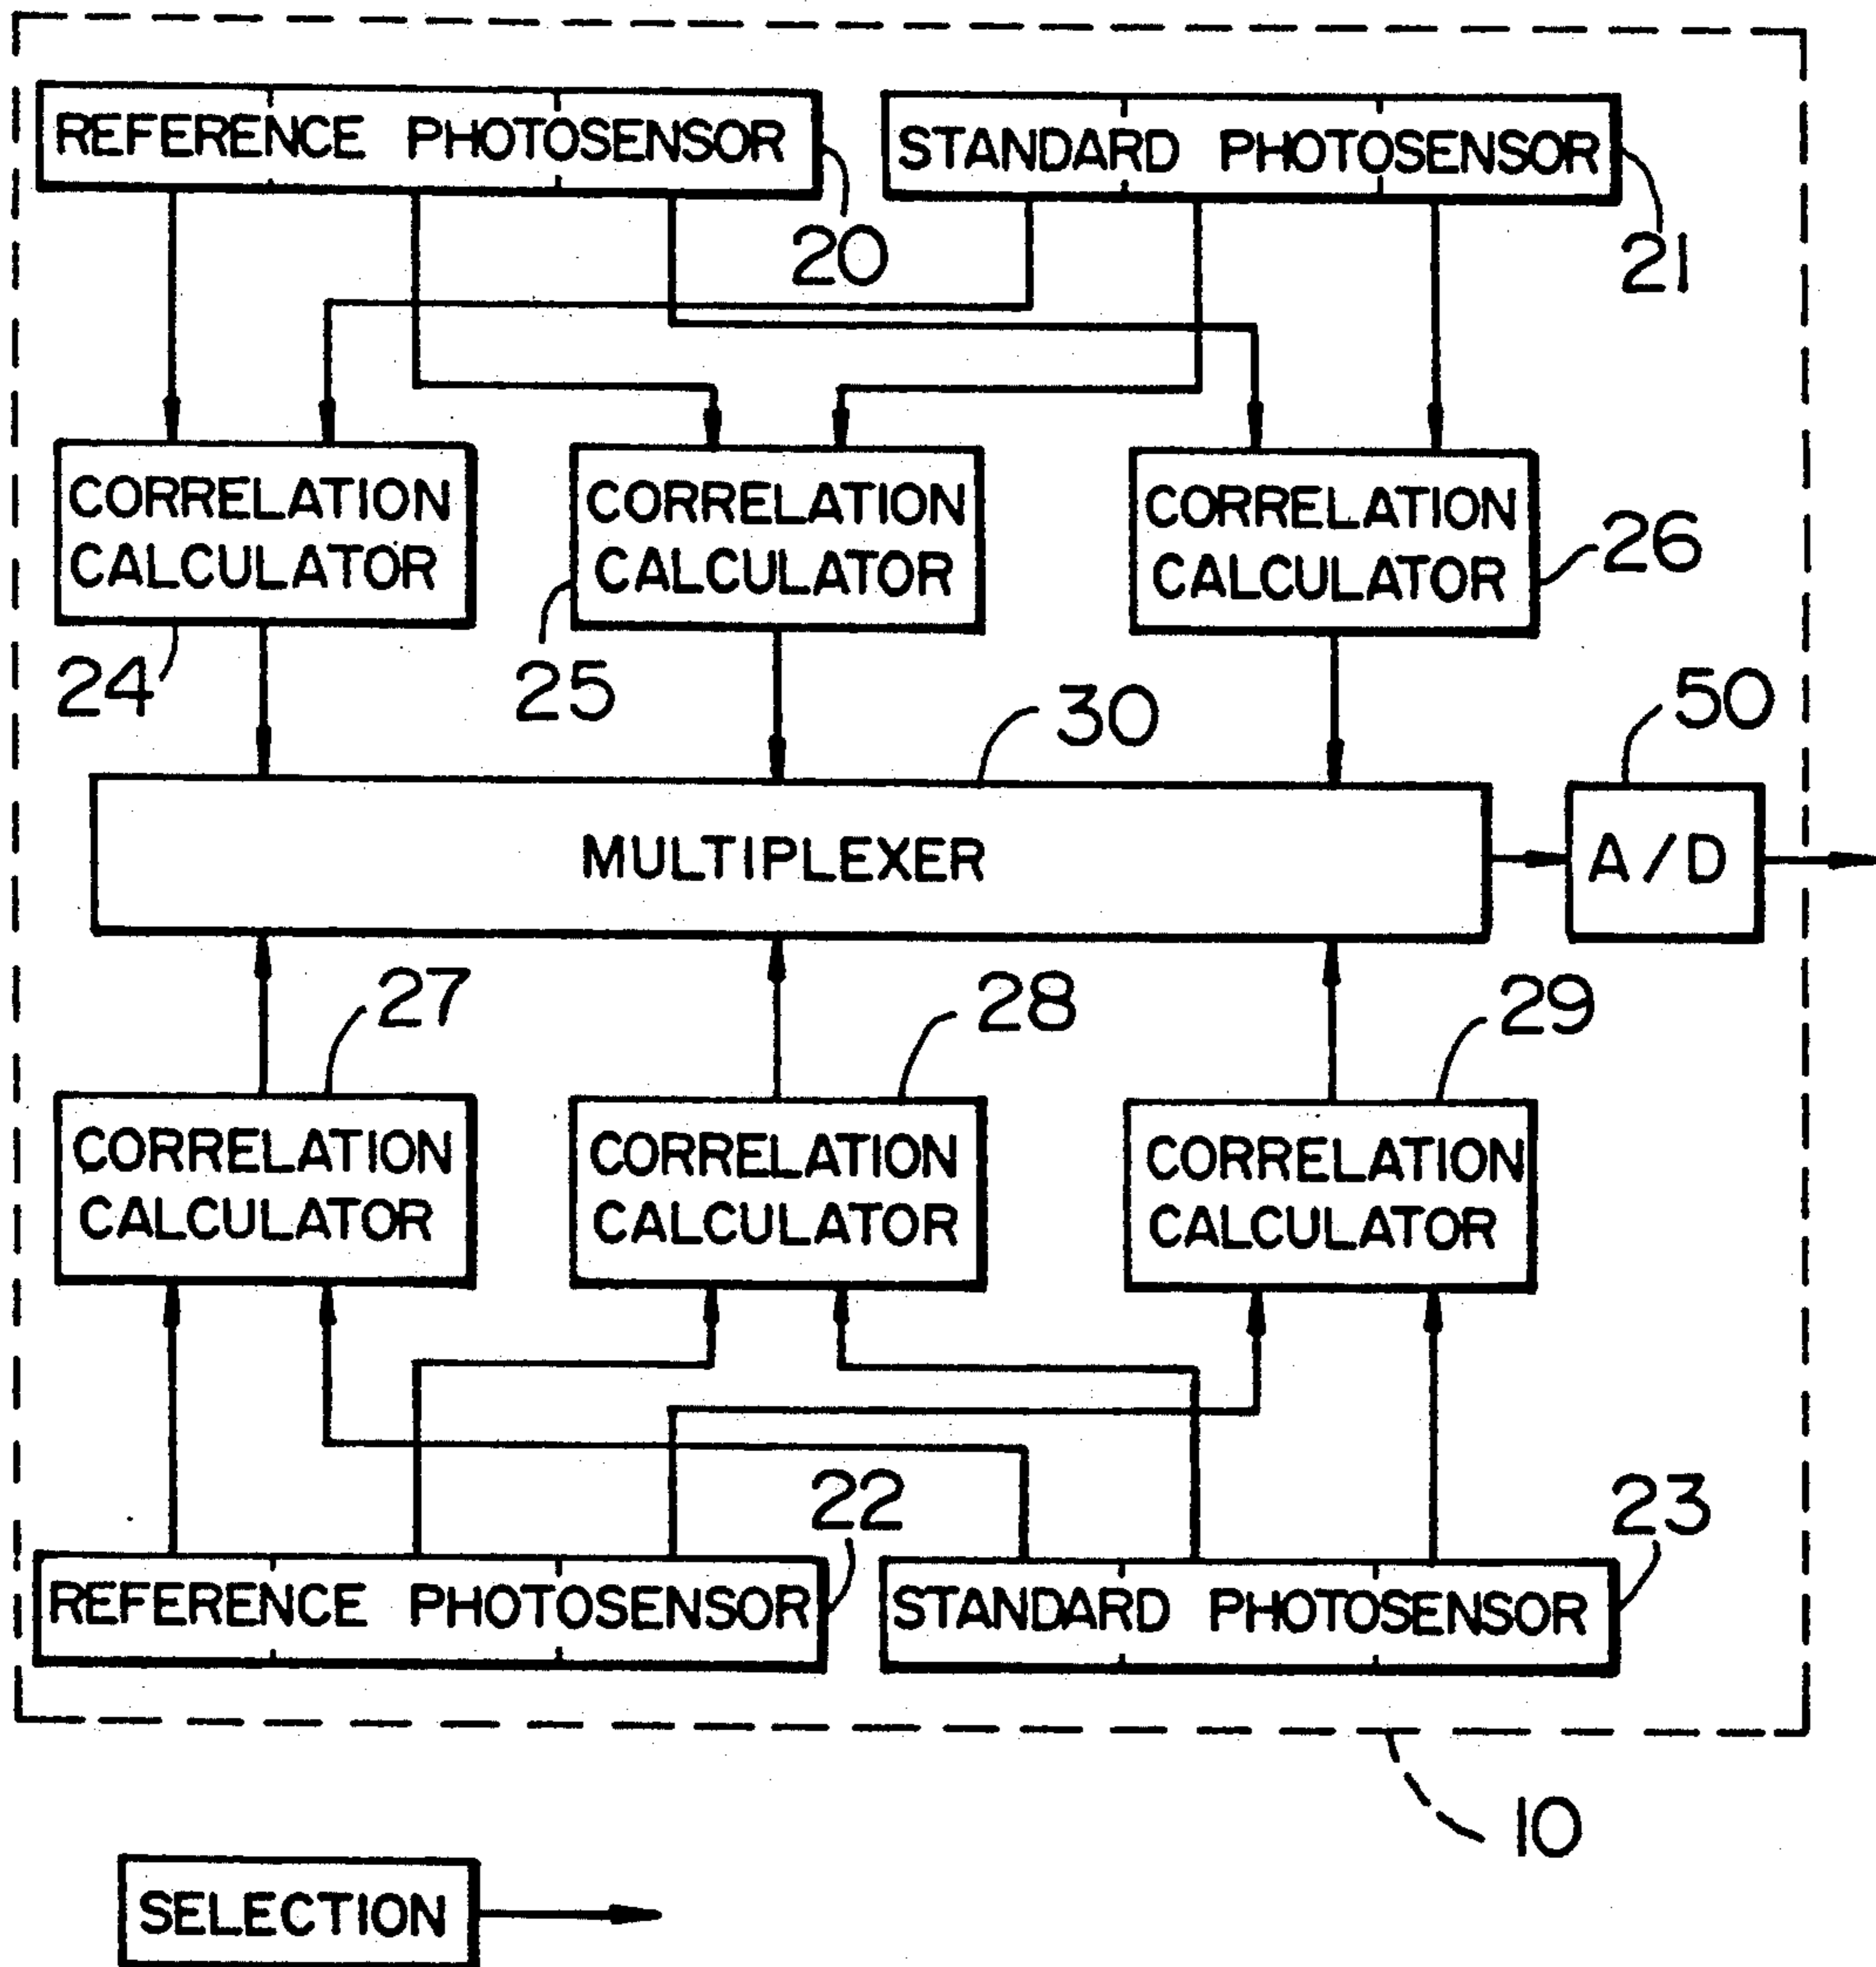 REFERENCE PHOTOSENSOR
STANDARD PHOTOSENSOR
20
21
CORRELATION
CALCULATOR
CORRELATION
CALCULATOR
CORRELATION
CALCULATOR
26
24
25
30
50
MULTIPLEXER
A/D
27
28
29
CORRELATION
CALCULATOR
CORRELATION
CALCULATOR
CORRELATION
CALCULATOR
22
23
REFERENCE PHOTOSENSOR
STANDARD PHOTOSENSOR
10
SELECTION